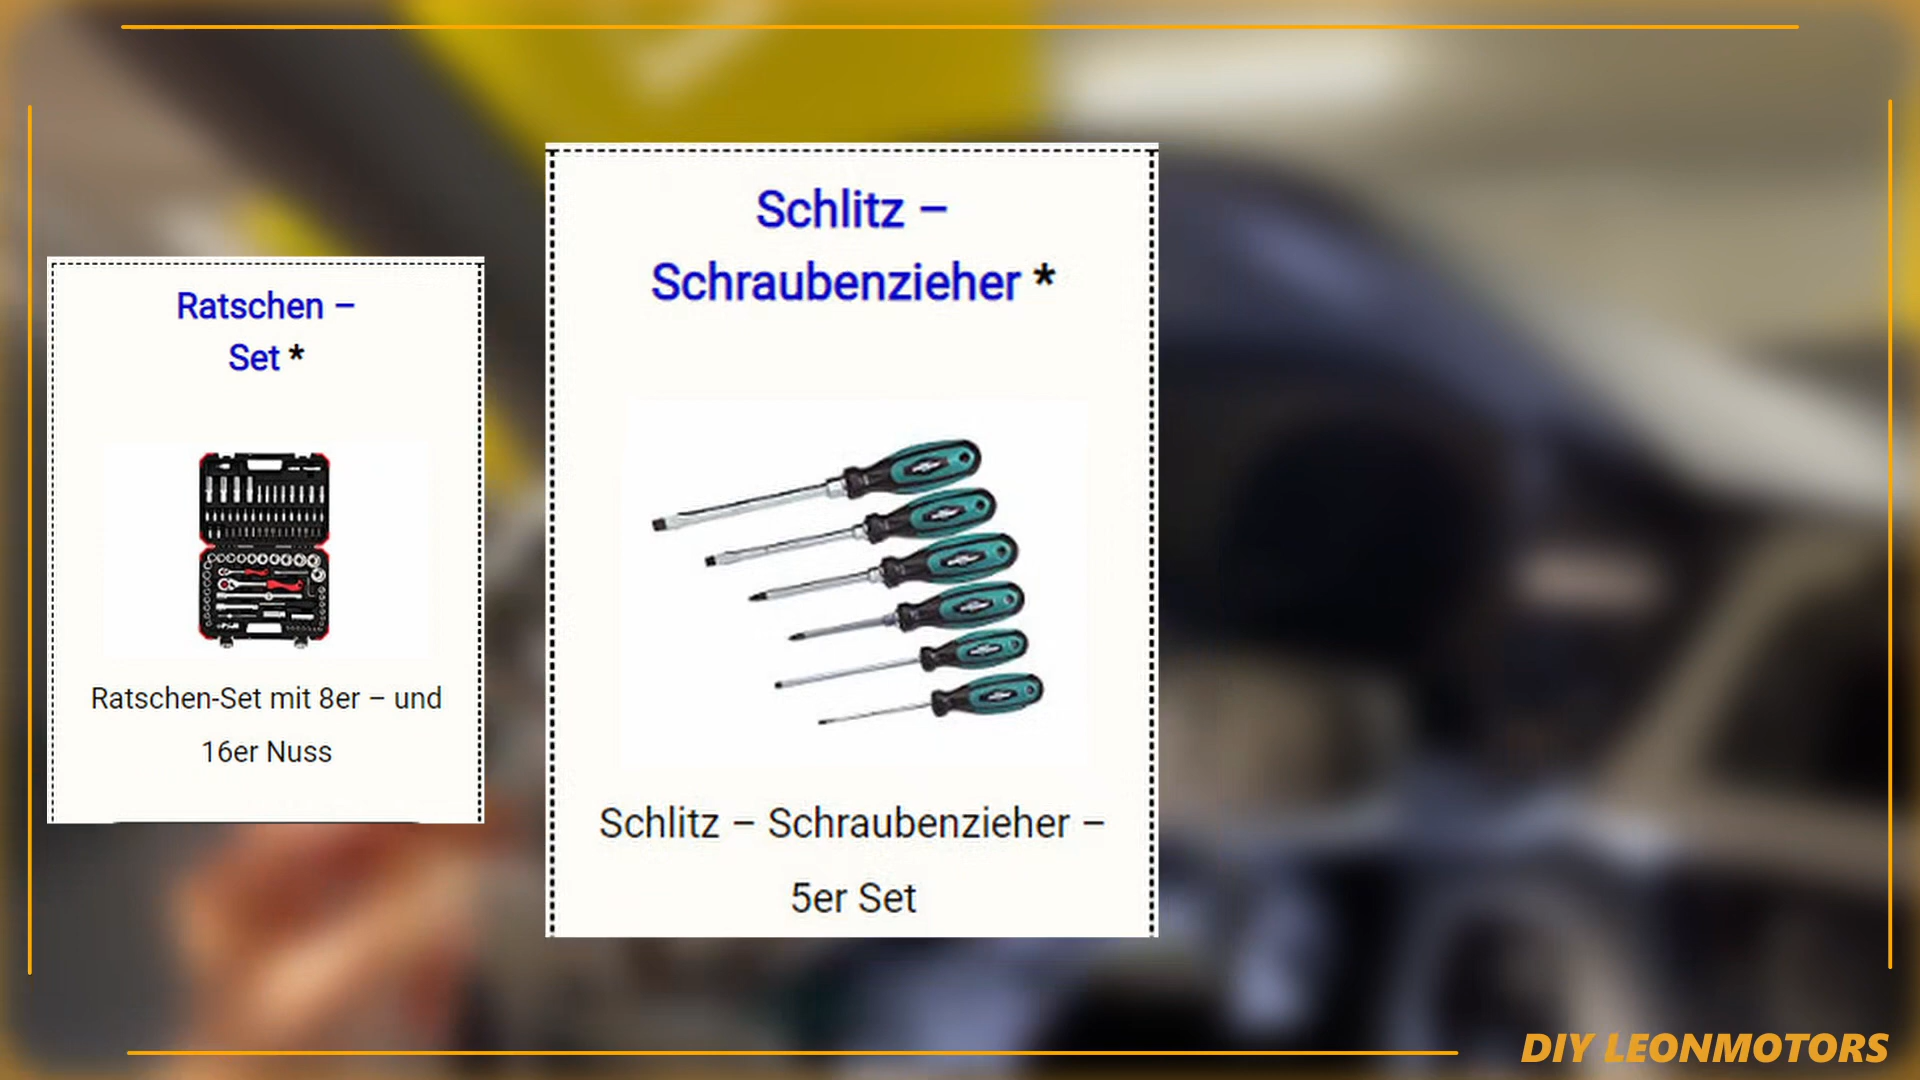 Ratschen –
Set *
Ratschen-Set mit 8er – und
16er Nuss
Schlitz –
Schraubenzieher *
Schlitz – Schraubenzieher –
5er Set
DIY LEONMOTORS